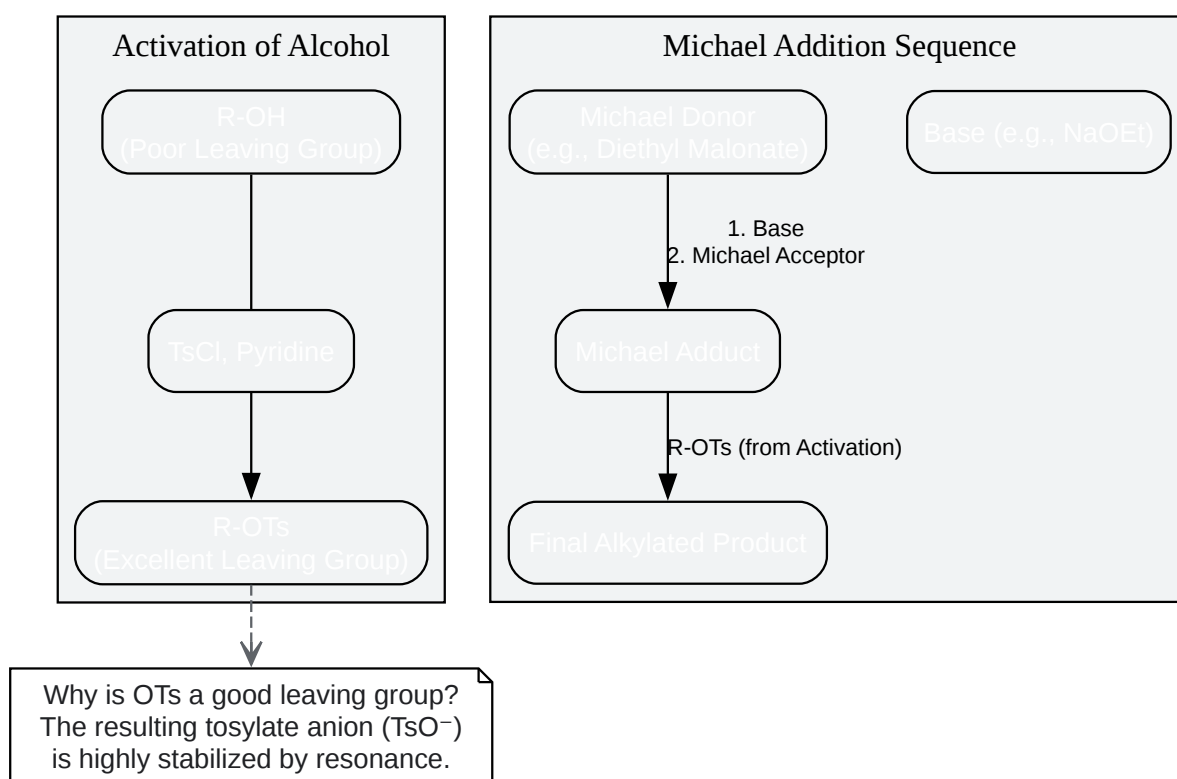 Activation of Alcohol
R-OH
(Poor Leaving Group)
TsCl, Pyridine
R-OTs
(Excellent Leaving Group)
Why is OTs a good leaving group?
The resulting tosylate anion (TsO⁻)
is highly stabilized by resonance.
Michael Addition Sequence
Michael Donor
(e.g., Diethyl Malonate)
Base (e.g., NaOEt)
1. Base
2. Michael Acceptor
Michael Adduct
R-OTs (from Activation)
Final Alkylated Product